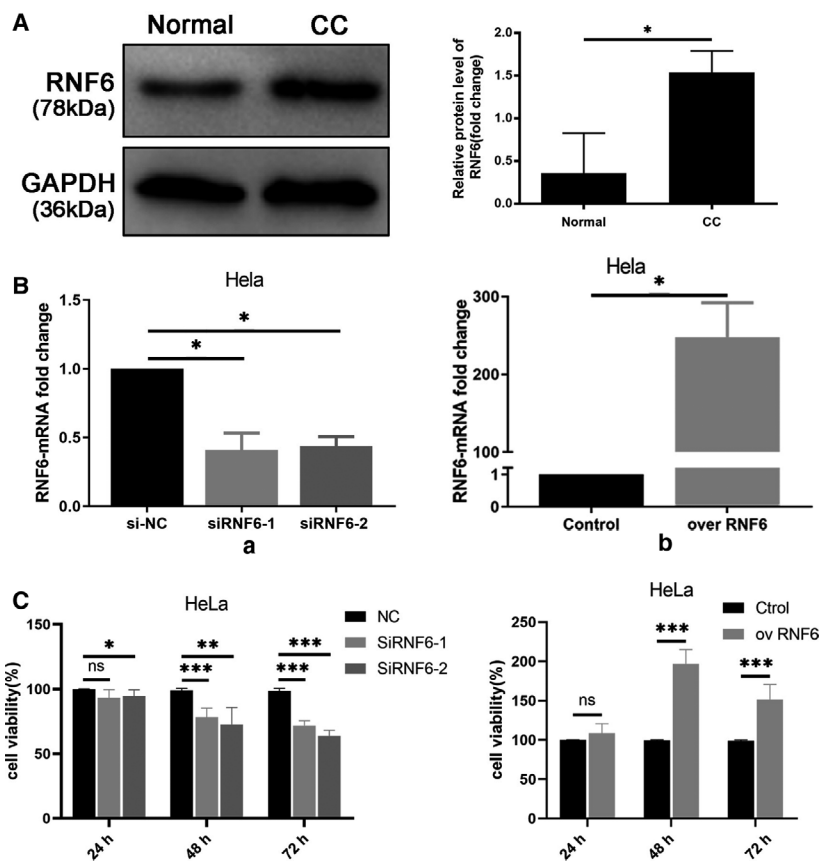 A
Normal CC
RNF6
(78kDa)
GAPDH
(36kDa)
Relative protein level of
RNF6(fold change)
2.0
1.5
1.0
0.5
0.0
*
Normal CC
B
Hela
RNF6-mRNA fold change
1.5
1.0
0.5
0.0
*
*
si-NC siRNF6-1 siRNF6-2
a
Hela
RNF6-mRNA fold change
300
200
100
1
0
*
Control over RNF6
b
C
HeLa
NC
SiRNF6-1
SiRNF6-2
cell viability(%)
150
100
50
0
* ** ***
ns *** ***
24 h 48 h 72 h
HeLa
Ctrol
ov RNF6
cell viability(%)
250
200
150
100
50
0
ns *** ***
24 h 48 h 72 h